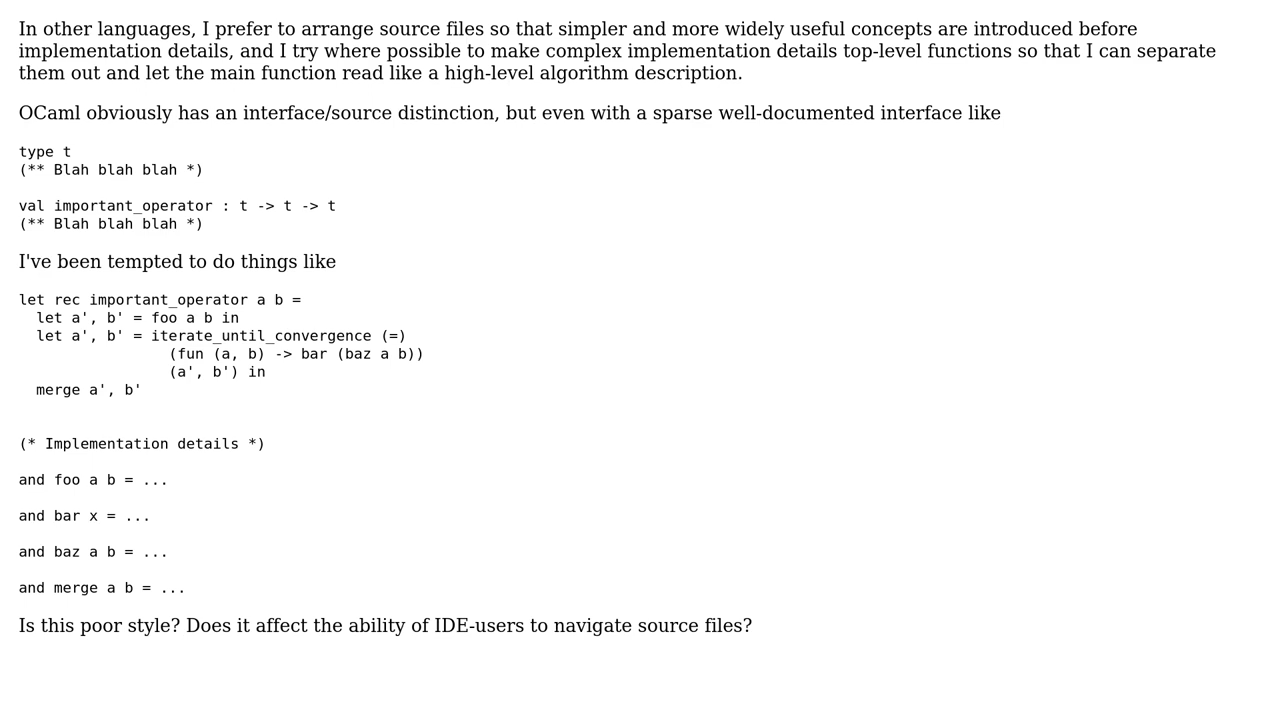 In other languages, I prefer to arrange source files so that simpler and more widely useful concepts are introduced before
implementation details, and I try where possible to make complex implementation details top-level functions so that I can separate
them out and let the main function read like a high-level algorithm description.
OCaml obviously has an interface/source distinction, but even with a sparse well-documented interface like
type t
(** Blah blah blah *)
val important_operator : t -> t -> t
(** Blah blah blah *)
I've been tempted to do things like
let rec important_operator a b =
  let a', b' = foo a b in
  let a', b' = iterate_until_convergence (=)
                 (fun (a, b) -> bar (baz a b))
                 (a', b') in
  merge a', b'
(* Implementation details *)
and foo a b = ...
and bar x = ...
and baz a b = ...
and merge a b = ...
Is this poor style? Does it affect the ability of IDE-users to navigate source files?